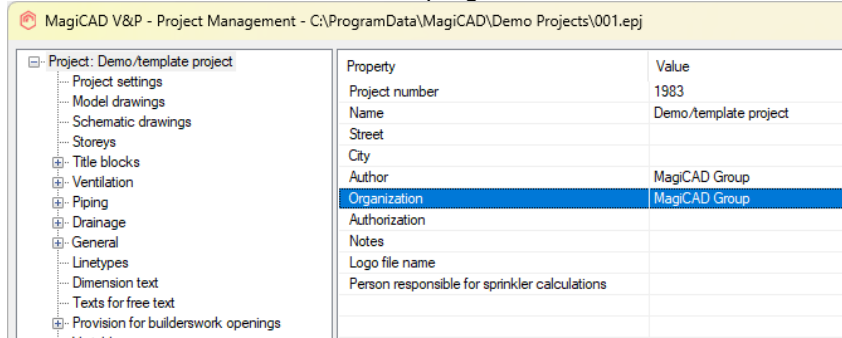 MagiCAD V&P - Project Management - C:\ProgramData\MagiCAD\Demo Projects\001.epj
Project: Demo/template project
Project settings
Model drawings
Schematic drawings
Storeys
Title blocks
Ventilation
Piping
Drainage
General
Linetypes
Dimension text
Texts for free text
Provision for builderswork openings
Property Value
Project number 1983
Name Demo/template project
Street
City
Author MagiCAD Group
Organization MagiCAD Group
Authorization
Notes
Logo file name
Person responsible for sprinkler calculations